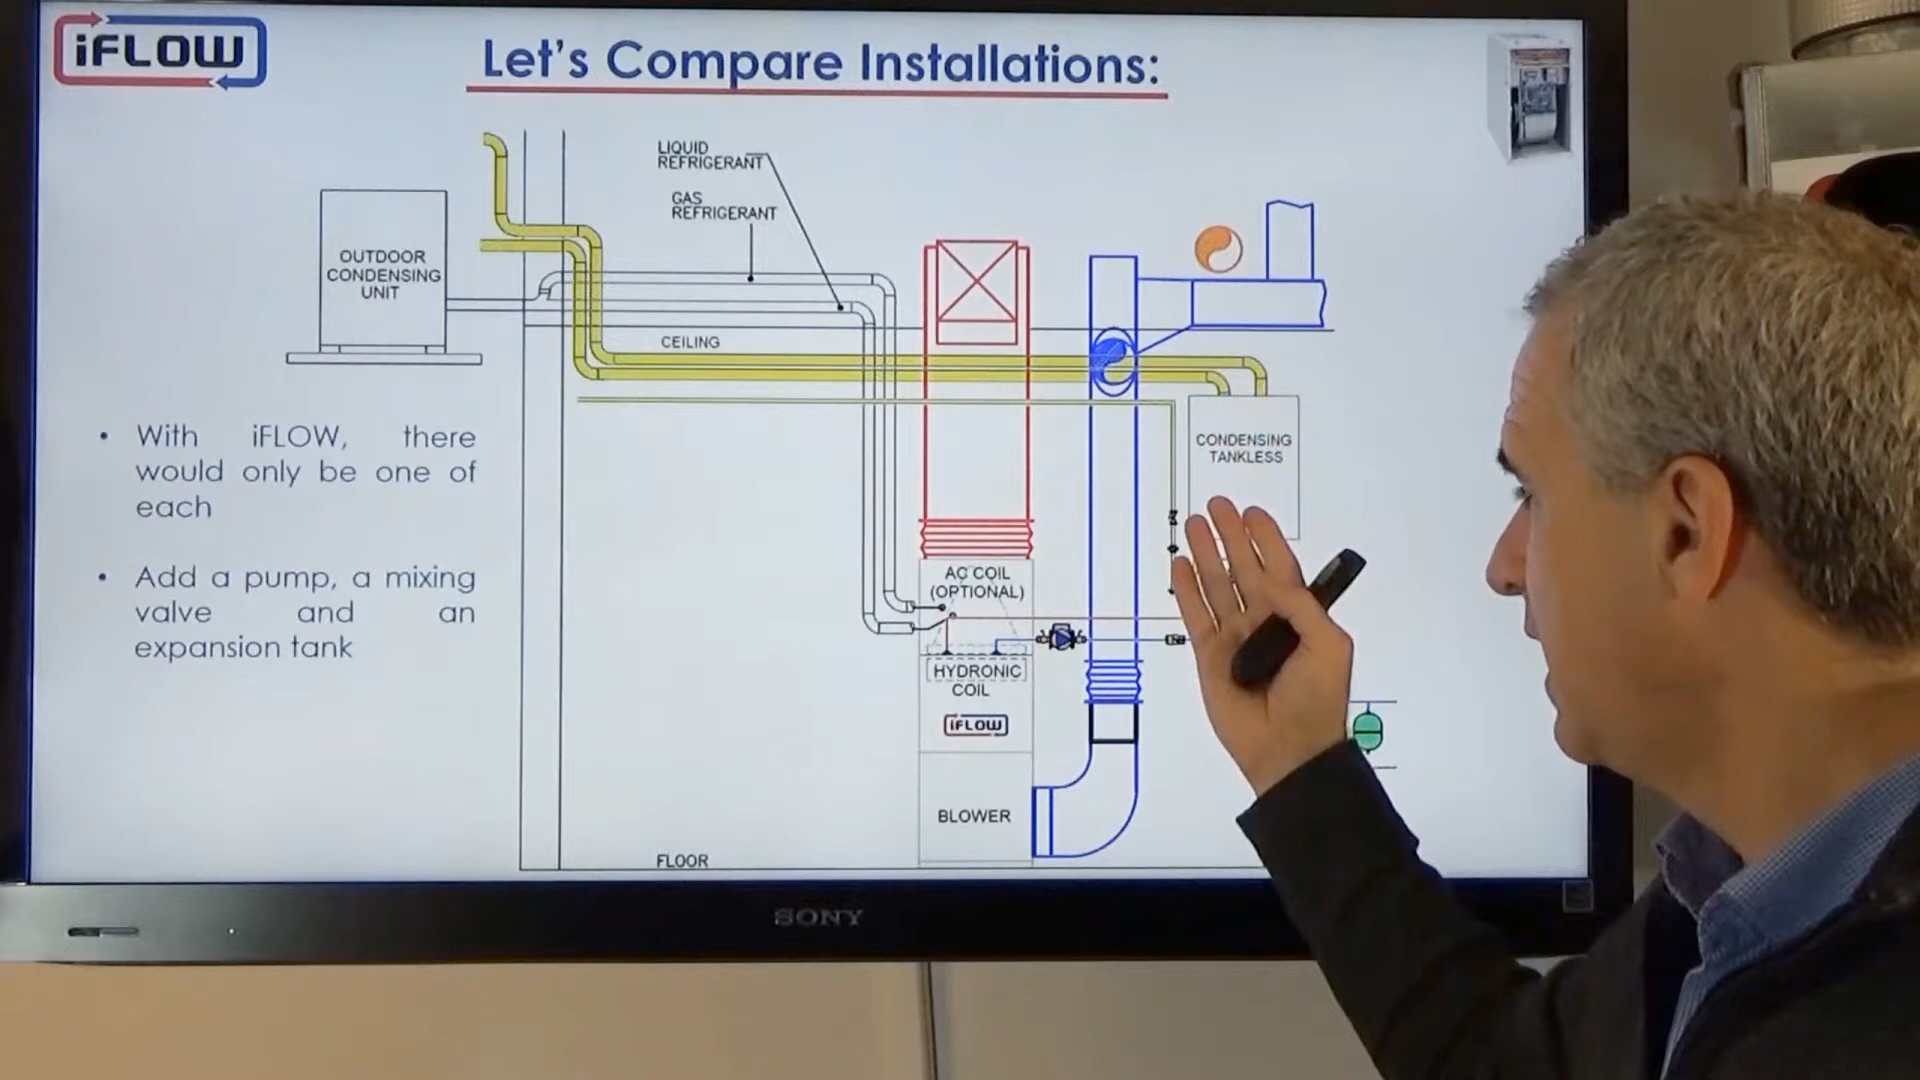 iFLOW
Let's Compare Installations:
LIQUID
REFRIGERANT
GAS
REFRIGERANT
OUTDOOR
CONDENSING
UNIT
CEILING
CONDENSING
TANKLESS
• With iFLOW, there
would only be one of
each
• Add a pump, a mixing
valve and an
expansion tank
AC COIL
(OPTIONAL)
HYDRONIC
COIL
iFLOW
BLOWER
FLOOR
SONY